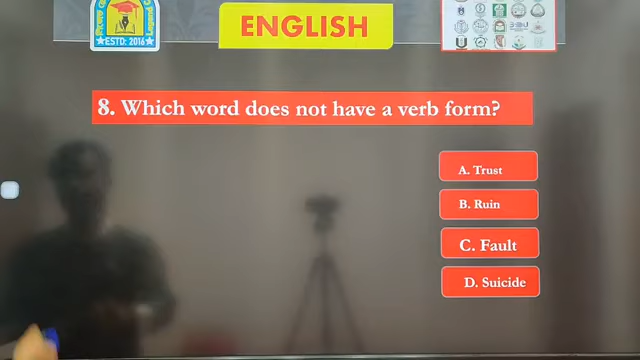 ESTD: 2016
ENGLISH
8. Which word does not have a verb form?
A. Trust
B. Ruin
C. Fault
D. Suicide